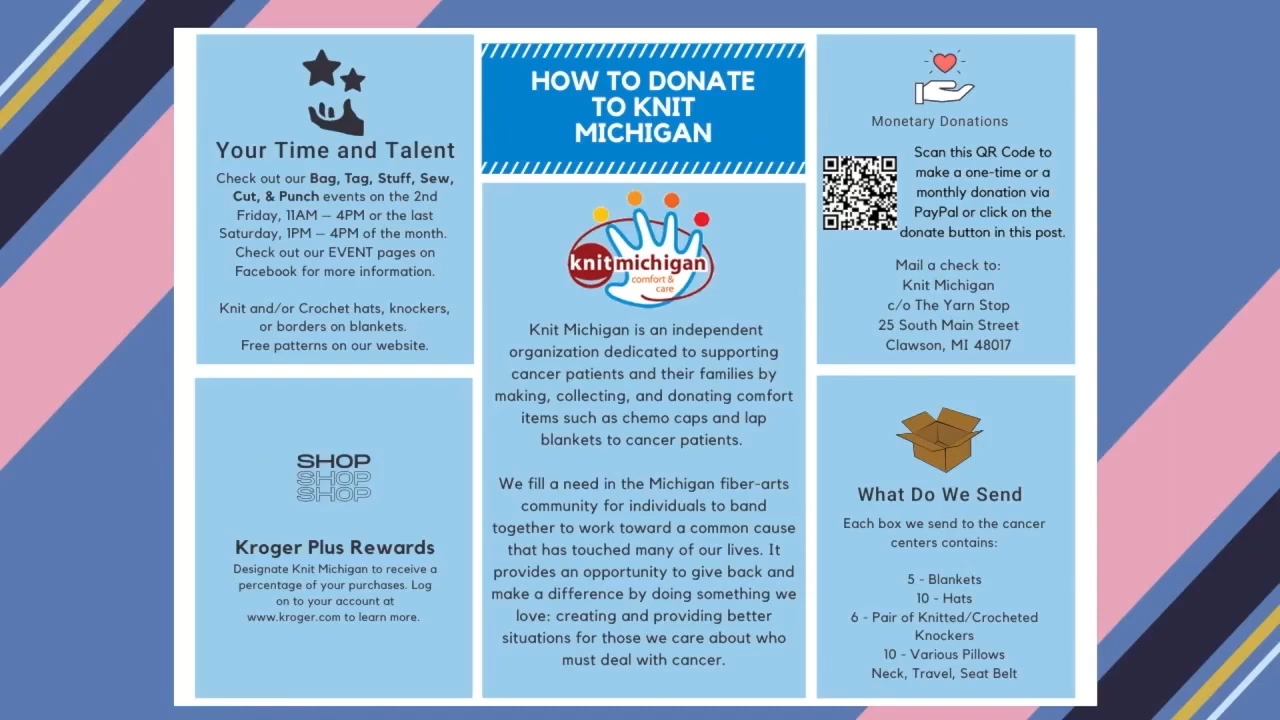 Your Time and Talent
Check out our Bag, Tag, Stuff, Sew,
Cut, & Punch events on the 2nd
Friday, 11AM – 4PM or the last
Saturday, 1PM – 4PM of the month.
Check out our EVENT pages on
Facebook for more information.
Knit and/or Crochet hats, knockers,
or borders on blankets.
Free patterns on our website.
SHOP
SHOP
SHOP
Kroger Plus Rewards
Designate Knit Michigan to receive a
percentage of your purchases. Log
on to your account at
www.kroger.com to learn more.
HOW TO DONATE
TO KNIT
MICHIGAN
knitmichigan
comfort &
care
Knit Michigan is an independent
organization dedicated to supporting
cancer patients and their families by
making, collecting, and donating comfort
items such as chemo caps and lap
blankets to cancer patients.
We fill a need in the Michigan fiber-arts
community for individuals to band
together to work toward a common cause
that has touched many of our lives. It
provides an opportunity to give back and
make a difference by doing something we
love: creating and providing better
situations for those we care about who
must deal with cancer.
Monetary Donations
Scan this QR Code to
make a one-time or a
monthly donation via
PayPal or click on the
donate button in this post.
Mail a check to:
Knit Michigan
c/o The Yarn Stop
25 South Main Street
Clawson, MI 48017
What Do We Send
Each box we send to the cancer
centers contains:
5 - Blankets
10 - Hats
6 - Pair of Knitted/Crocheted
Knockers
10 - Various Pillows
Neck, Travel, Seat Belt